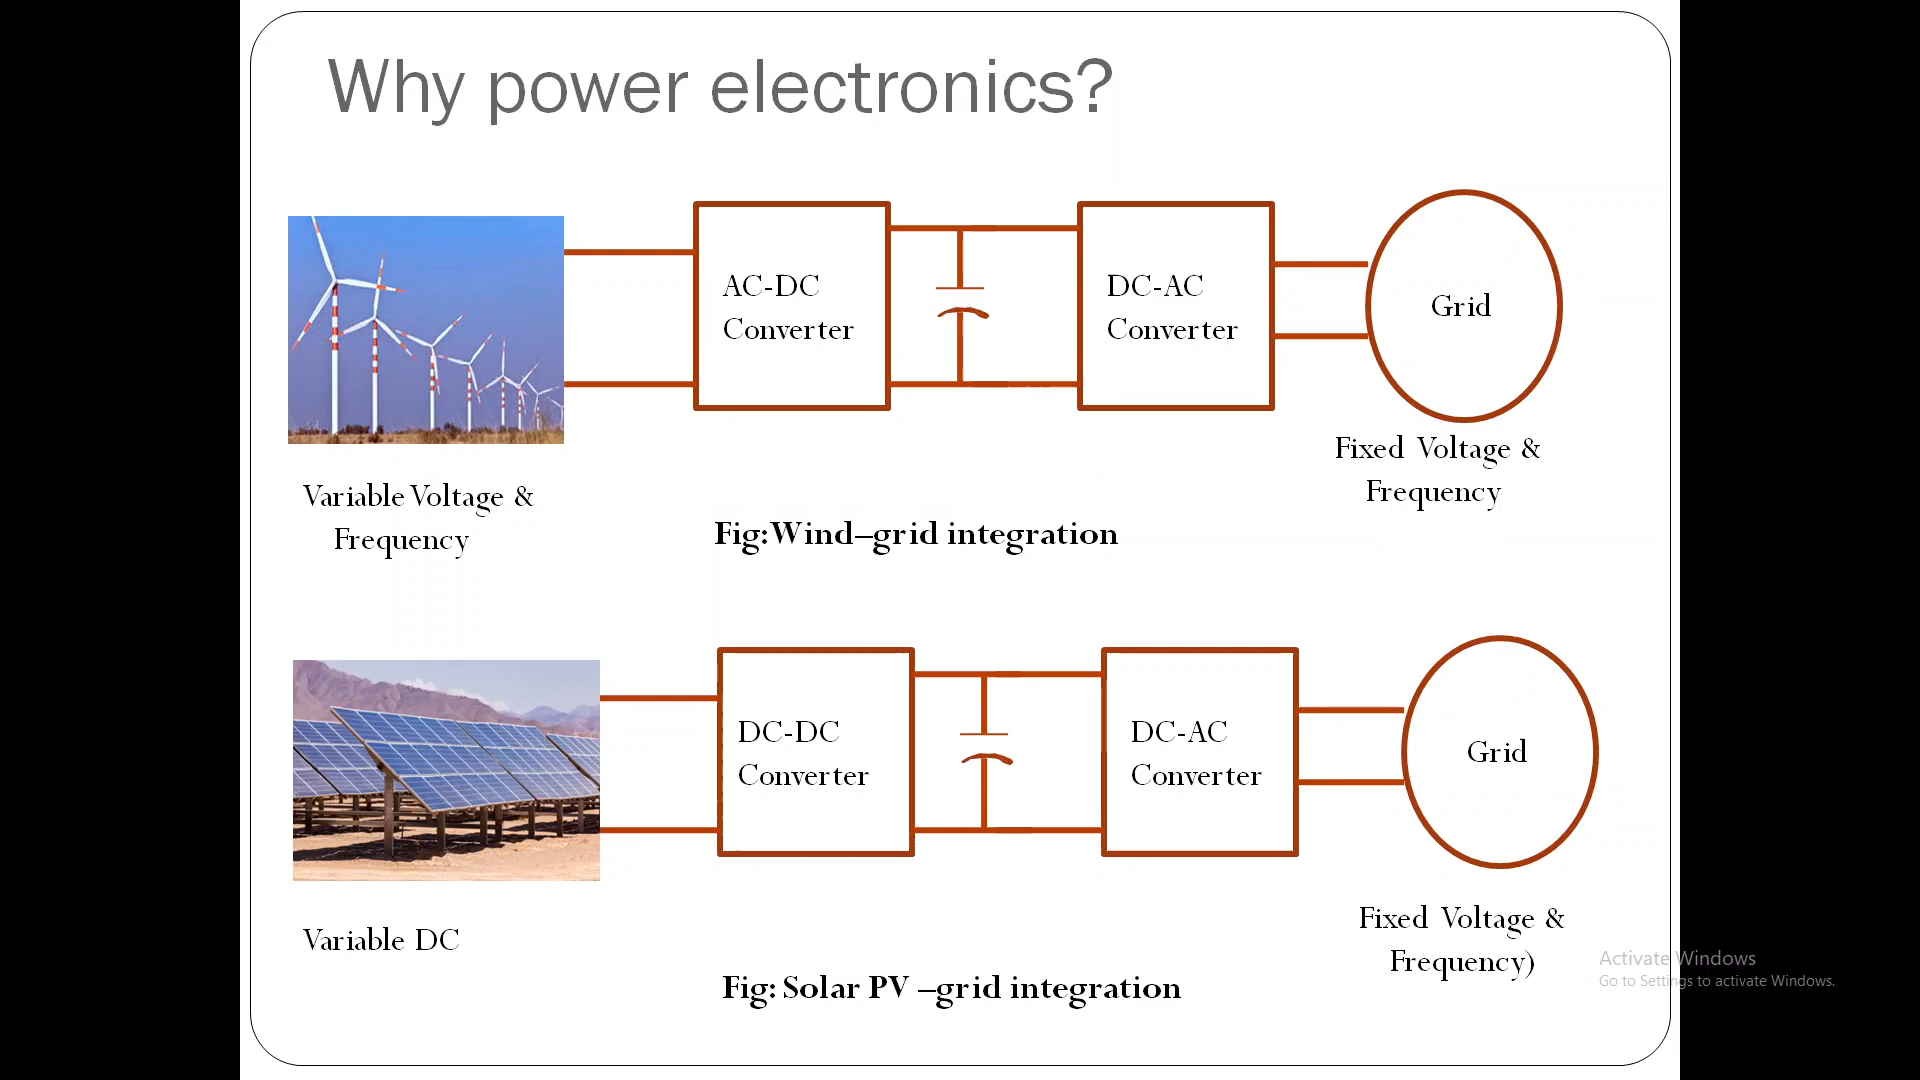 Why power electronics?
AC-DC
Converter
DC-AC
Converter
Grid
Variable Voltage &
Frequency
Fixed Voltage &
Frequency
Fig: Wind–grid integration
DC-DC
Converter
DC-AC
Converter
Grid
Variable DC
Fixed Voltage &
Frequency)
Fig: Solar PV –grid integration
Activate Windows
Go to Settings to activate Windows.